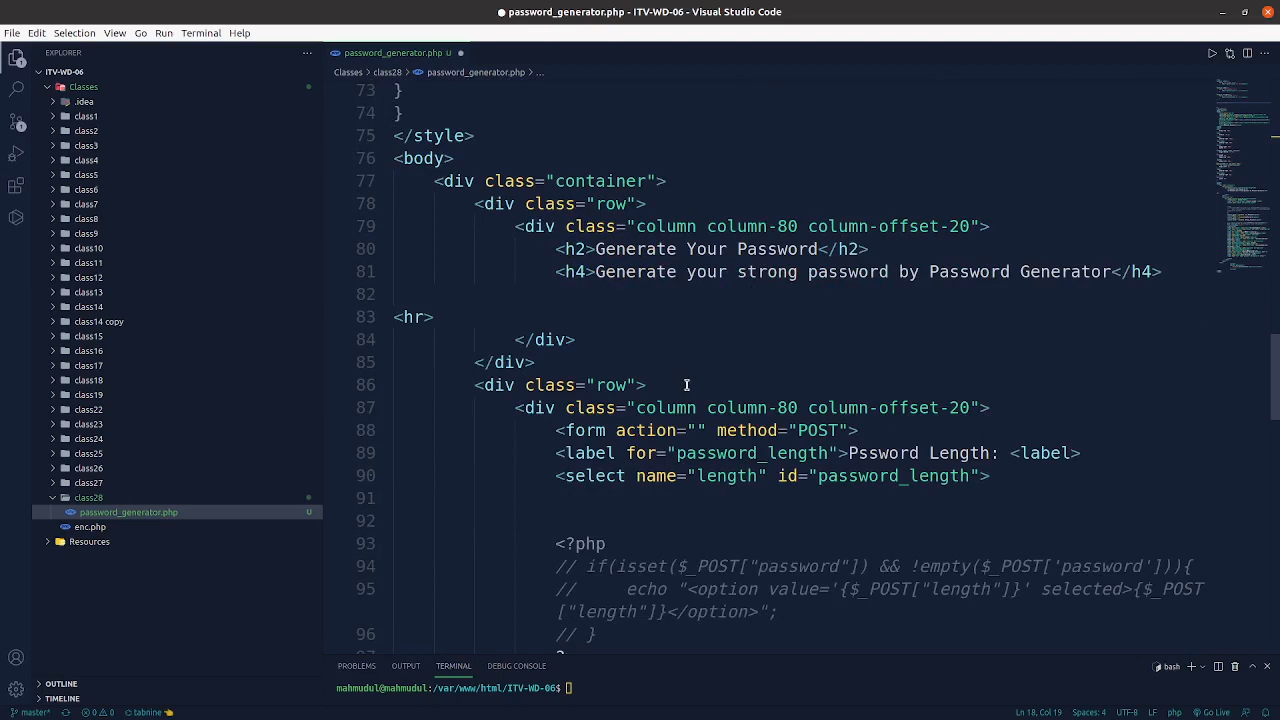 password_generator.php - ITV-WD-06 - Visual Studio Code
File Edit Selection View Go Run Terminal Help
EXPLORER
password_generator.php U
ITV-WD-06
Classes > class28 > password_generator.php > ...
Classes
.idea
class1
class2
class3
class4
class5
class6
class7
class8
class9
class10
class11
class12
class13
class14
class14 copy
class15
class16
class17
class18
class19
class22
class23
class24
class25
class26
class27
class28
password_generator.php U
enc.php
Resources
OUTLINE
TIMELINE
73 }
74 }
75 </style>
76 <body>
77 <div class="container">
78 <div class="row">
79 <div class="column column-80 column-offset-20">
80 <h2>Generate Your Password</h2>
81 <h4>Generate your strong password by Password Generator</h4>
82
83 <hr>
84 </div>
85 </div>
86 <div class="row">
87 <div class="column column-80 column-offset-20">
88 <form action="" method="POST">
89 <label for="password_length">Pssword Length: <label>
90 <select name="length" id="password_length">
91
92
93 <?php
94 // if(isset($_POST["password"]) && !empty($_POST['password'])){
95 // echo "<option value='{$_POST["length"]}' selected>{$_POST
["length"]}</option>";
96 // }
PROBLEMS OUTPUT TERMINAL DEBUG CONSOLE
bash
mahmudul@mahmudul:/var/www/html/ITV-WD-06$
master* 0 0 tabnine
Ln 18, Col 19 Spaces: 4 UTF-8 LF php Go Live